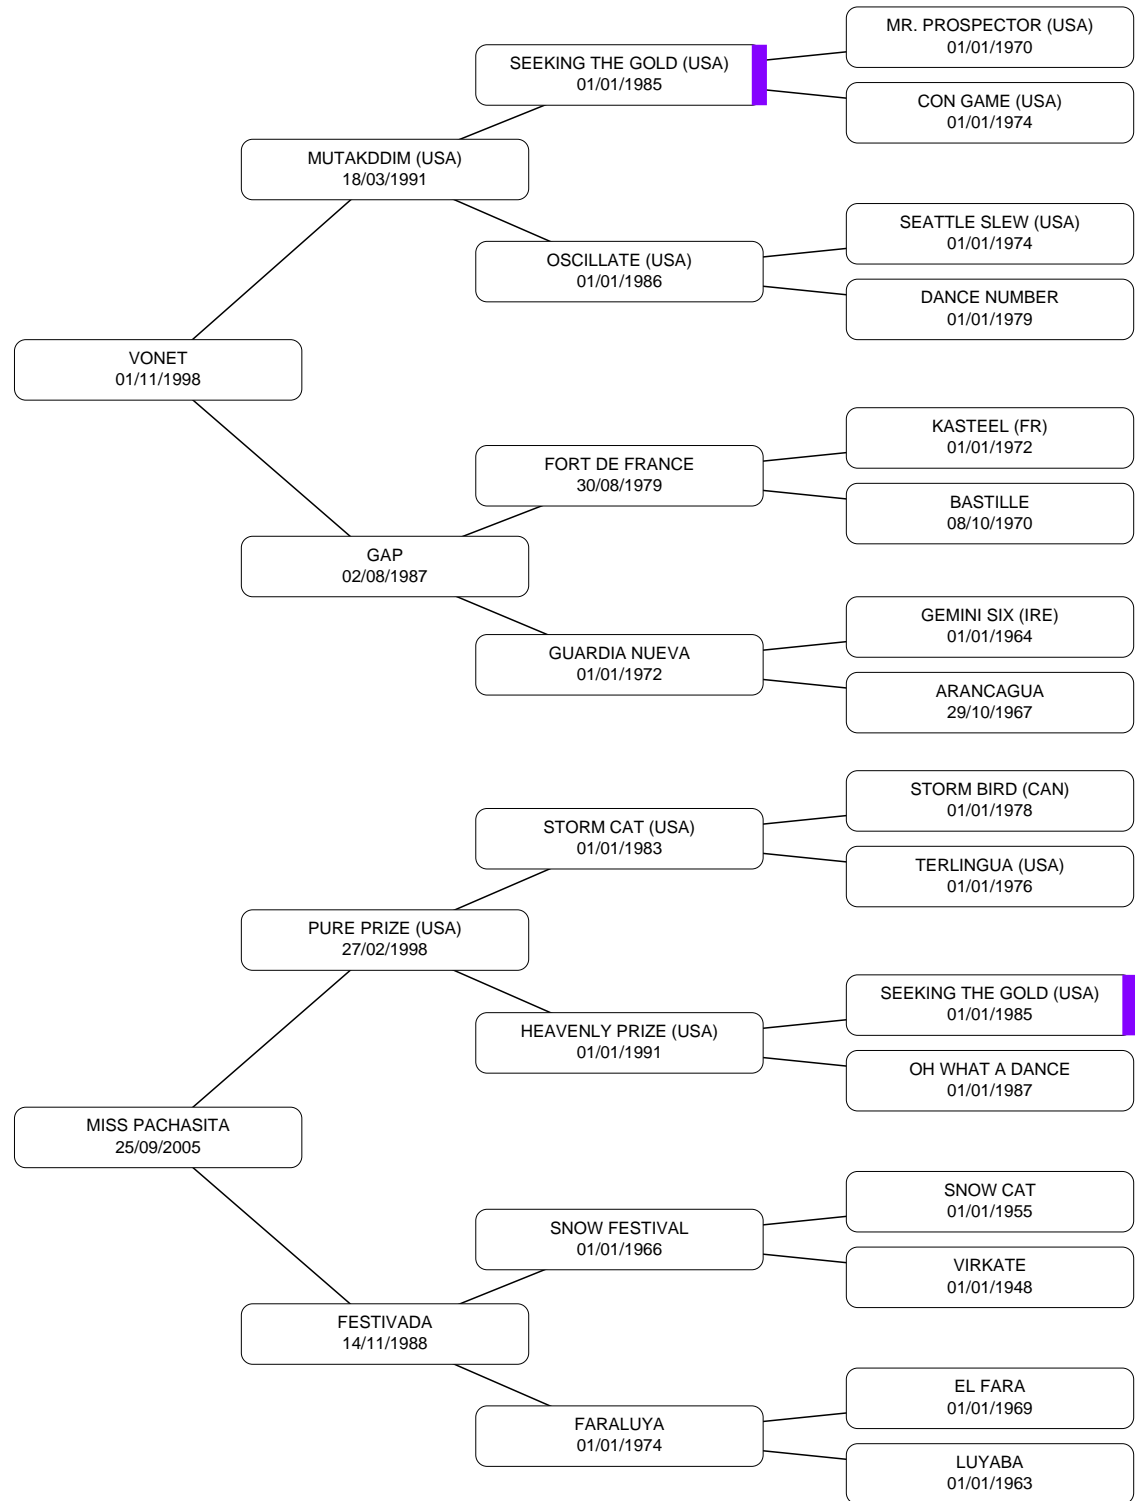 MR. PROSPECTOR (USA)
01/01/1970
SEEKING THE GOLD (USA)
01/01/1985
CON GAME (USA)
01/01/1974
MUTAKDDIM (USA)
18/03/1991
SEATTLE SLEW (USA)
01/01/1974
OSCILLATE (USA)
01/01/1986
DANCE NUMBER
01/01/1979
VONET
01/11/1998
KASTEEL (FR)
01/01/1972
FORT DE FRANCE
30/08/1979
BASTILLE
08/10/1970
GAP
02/08/1987
GEMINI SIX (IRE)
01/01/1964
GUARDIA NUEVA
01/01/1972
ARANCAGUA
29/10/1967
STORM BIRD (CAN)
01/01/1978
STORM CAT (USA)
01/01/1983
TERLINGUA (USA)
01/01/1976
PURE PRIZE (USA)
27/02/1998
SEEKING THE GOLD (USA)
01/01/1985
HEAVENLY PRIZE (USA)
01/01/1991
OH WHAT A DANCE
01/01/1987
MISS PACHASITA
25/09/2005
SNOW CAT
01/01/1955
SNOW FESTIVAL
01/01/1966
VIRKATE
01/01/1948
FESTIVADA
14/11/1988
EL FARA
01/01/1969
FARALUYA
01/01/1974
LUYABA
01/01/1963